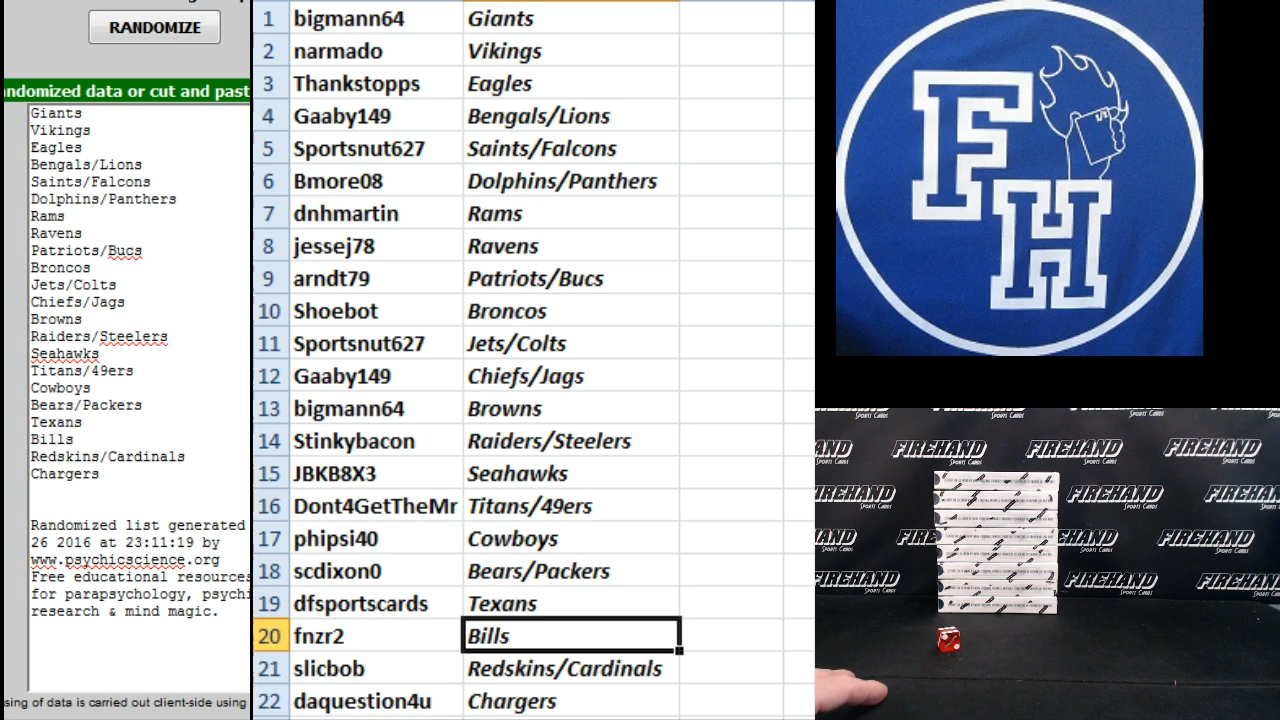 RANDOMIZE
ndomized data or cut and past
Giants
Vikings
Eagles
Bengals/Lions
Saints/Falcons
Dolphins/Panthers
Rams
Ravens
Patriots/Bucs
Broncos
Jets/Colts
Chiefs/Jags
Browns
Raiders/Steelers
Seahawks
Titans/49ers
Cowboys
Bears/Packers
Texans
Bills
Redskins/Cardinals
Chargers
Randomized list generated
26 2016 at 23:11:19 by
www.psychicscience.org
Free educational resources
for parapsychology, psychi
research & mind magic.
sing of data is carried out client-side using
1 bigmann64 Giants
2 narmado Vikings
3 Thankstopps Eagles
4 Gaaby149 Bengals/Lions
5 Sportsnut627 Saints/Falcons
6 Bmore08 Dolphins/Panthers
7 dnhmartin Rams
8 jessej78 Ravens
9 arndt79 Patriots/Bucs
10 Shoebot Broncos
11 Sportsnut627 Jets/Colts
12 Gaaby149 Chiefs/Jags
13 bigmann64 Browns
14 Stinkybacon Raiders/Steelers
15 JBKB8X3 Seahawks
16 Dont4GetTheMr Titans/49ers
17 phipsi40 Cowboys
18 scdixon0 Bears/Packers
19 dfsportscards Texans
20 fnzr2 Bills
21 slicbob Redskins/Cardinals
22 daquestion4u Chargers
FH
FIREHAND
SPORTS CARDS